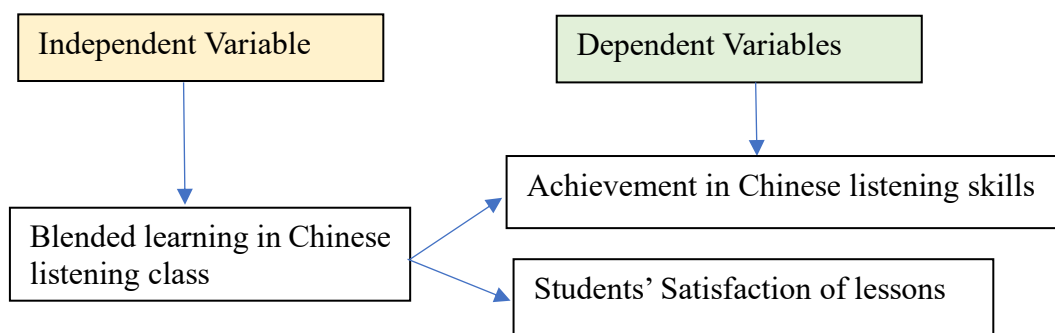 Independent Variable
Dependent Variables
Achievement in Chinese listening skills
Blended learning in Chinese
listening class
Students’ Satisfaction of lessons